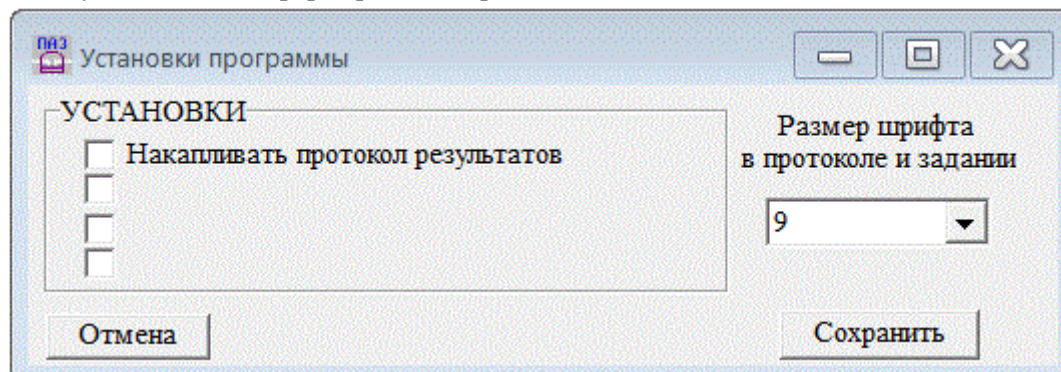 ПАЗ
Установки программы
УСТАНОВКИ
Накапливать протокол результатов
Размер шрифта
в протоколе и задании
9
Отмена
Сохранить